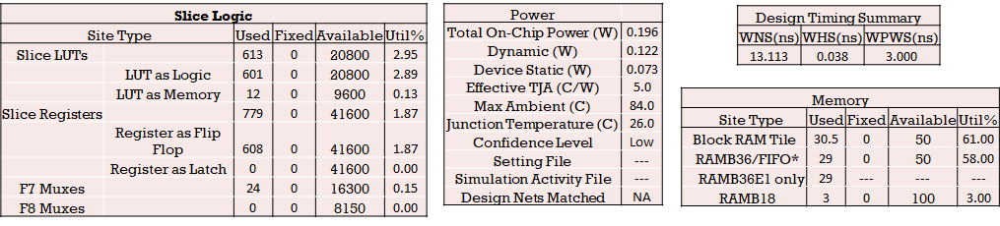 Slice Logic
Site Type Used Fixed Available Util%
Slice LUTs 613 0 20800 2.95
LUT as Logic 601 0 20800 2.89
LUT as Memory 12 0 9600 0.13
Slice Registers 779 0 41600 1.87
Register as Flip
Flop 608 0 41600 1.87
Register as Latch 0 0 41600 0.00
F7 Muxes 24 0 16300 0.15
F8 Muxes 0 0 8150 0.00
Power
Total On-Chip Power (W) 0.196
Dynamic (W) 0.122
Device Static (W) 0.073
Effective TJA (C/W) 5.0
Max Ambient (C) 84.0
Junction Temperature (C) 26.0
Confidence Level Low
Setting File ---
Simulation Activity File ---
Design Nets Matched NA
Design Timing Summary
WNS(ns) WHS(ns) WPWS(ns)
13.113 0.038 3.000
Memory
Site Type Used Fixed Available Util%
Block RAM Tile 30.5 0 50 61.00
RAMB36/FIFO* 29 0 50 58.00
RAMB36E1 only 29 --- --- ---
RAMB18 3 0 100 3.00